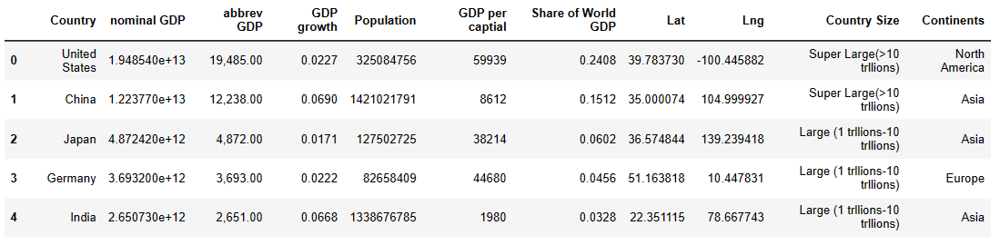 Country nominal GDP abbrev GDP GDP growth Population GDP per captial Share of World GDP Lat Lng Country Size Continents
0 United States 1.948540e+13 19,485.00 0.0227 325084756 59939 0.2408 39.783730 -100.445882 Super Large(>10 trllions) North America
1 China 1.223770e+13 12,238.00 0.0690 1421021791 8612 0.1512 35.000074 104.999927 Super Large(>10 trllions) Asia
2 Japan 4.872420e+12 4,872.00 0.0171 127502725 38214 0.0602 36.574844 139.239418 Large (1 trllions-10 trllions) Asia
3 Germany 3.693200e+12 3,693.00 0.0222 82658409 44680 0.0456 51.163818 10.447831 Large (1 trllions-10 trllions) Europe
4 India 2.650730e+12 2,651.00 0.0668 1338676785 1980 0.0328 22.351115 78.667743 Large (1 trllions-10 trllions) Asia